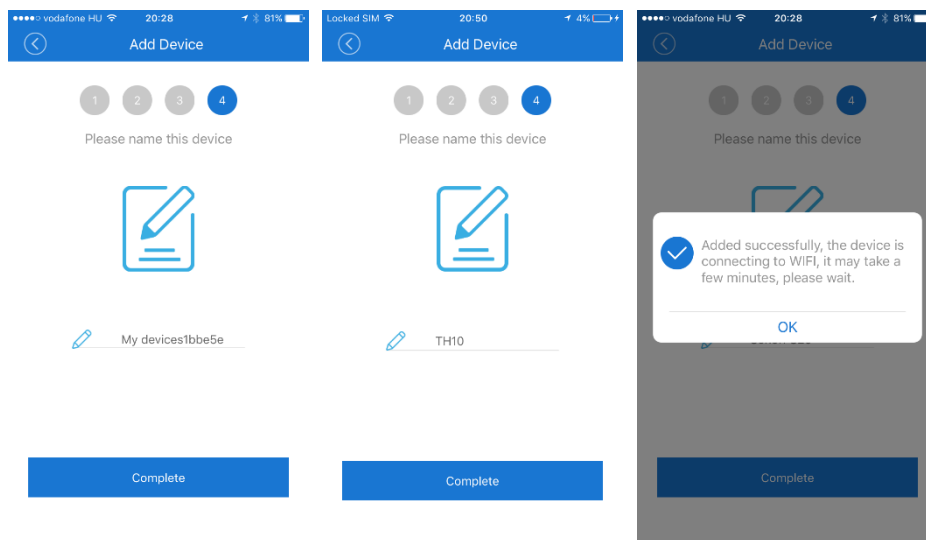 vodafone HU 20:28 81%
Add Device
1 2 3 4
Please name this device
My devices1bbe5e
Complete
Locked SIM 20:50 4%
Add Device
1 2 3 4
Please name this device
TH10
Complete
vodafone HU 20:28 81%
Add Device
1 2 3 4
Please name this device
Added successfully, the device is
connecting to WIFI, it may take a
few minutes, please wait.
OK
Complete